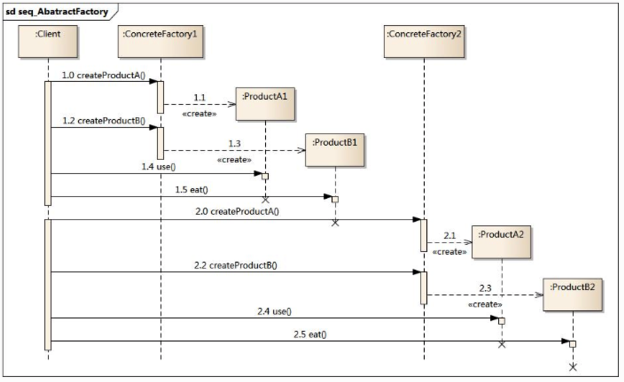 sd seq_AbatractFactory
:Client
:ConcreteFactory1
:ConcreteFactory2
1.0 createProductA()
1.1
«create»
:ProductA1
1.2 createProductB()
1.3
«create»
:ProductB1
1.4 use()
1.5 eat()
2.0 createProductA()
2.1
«create»
:ProductA2
2.2 createProductB()
2.3
«create»
:ProductB2
2.4 use()
2.5 eat()